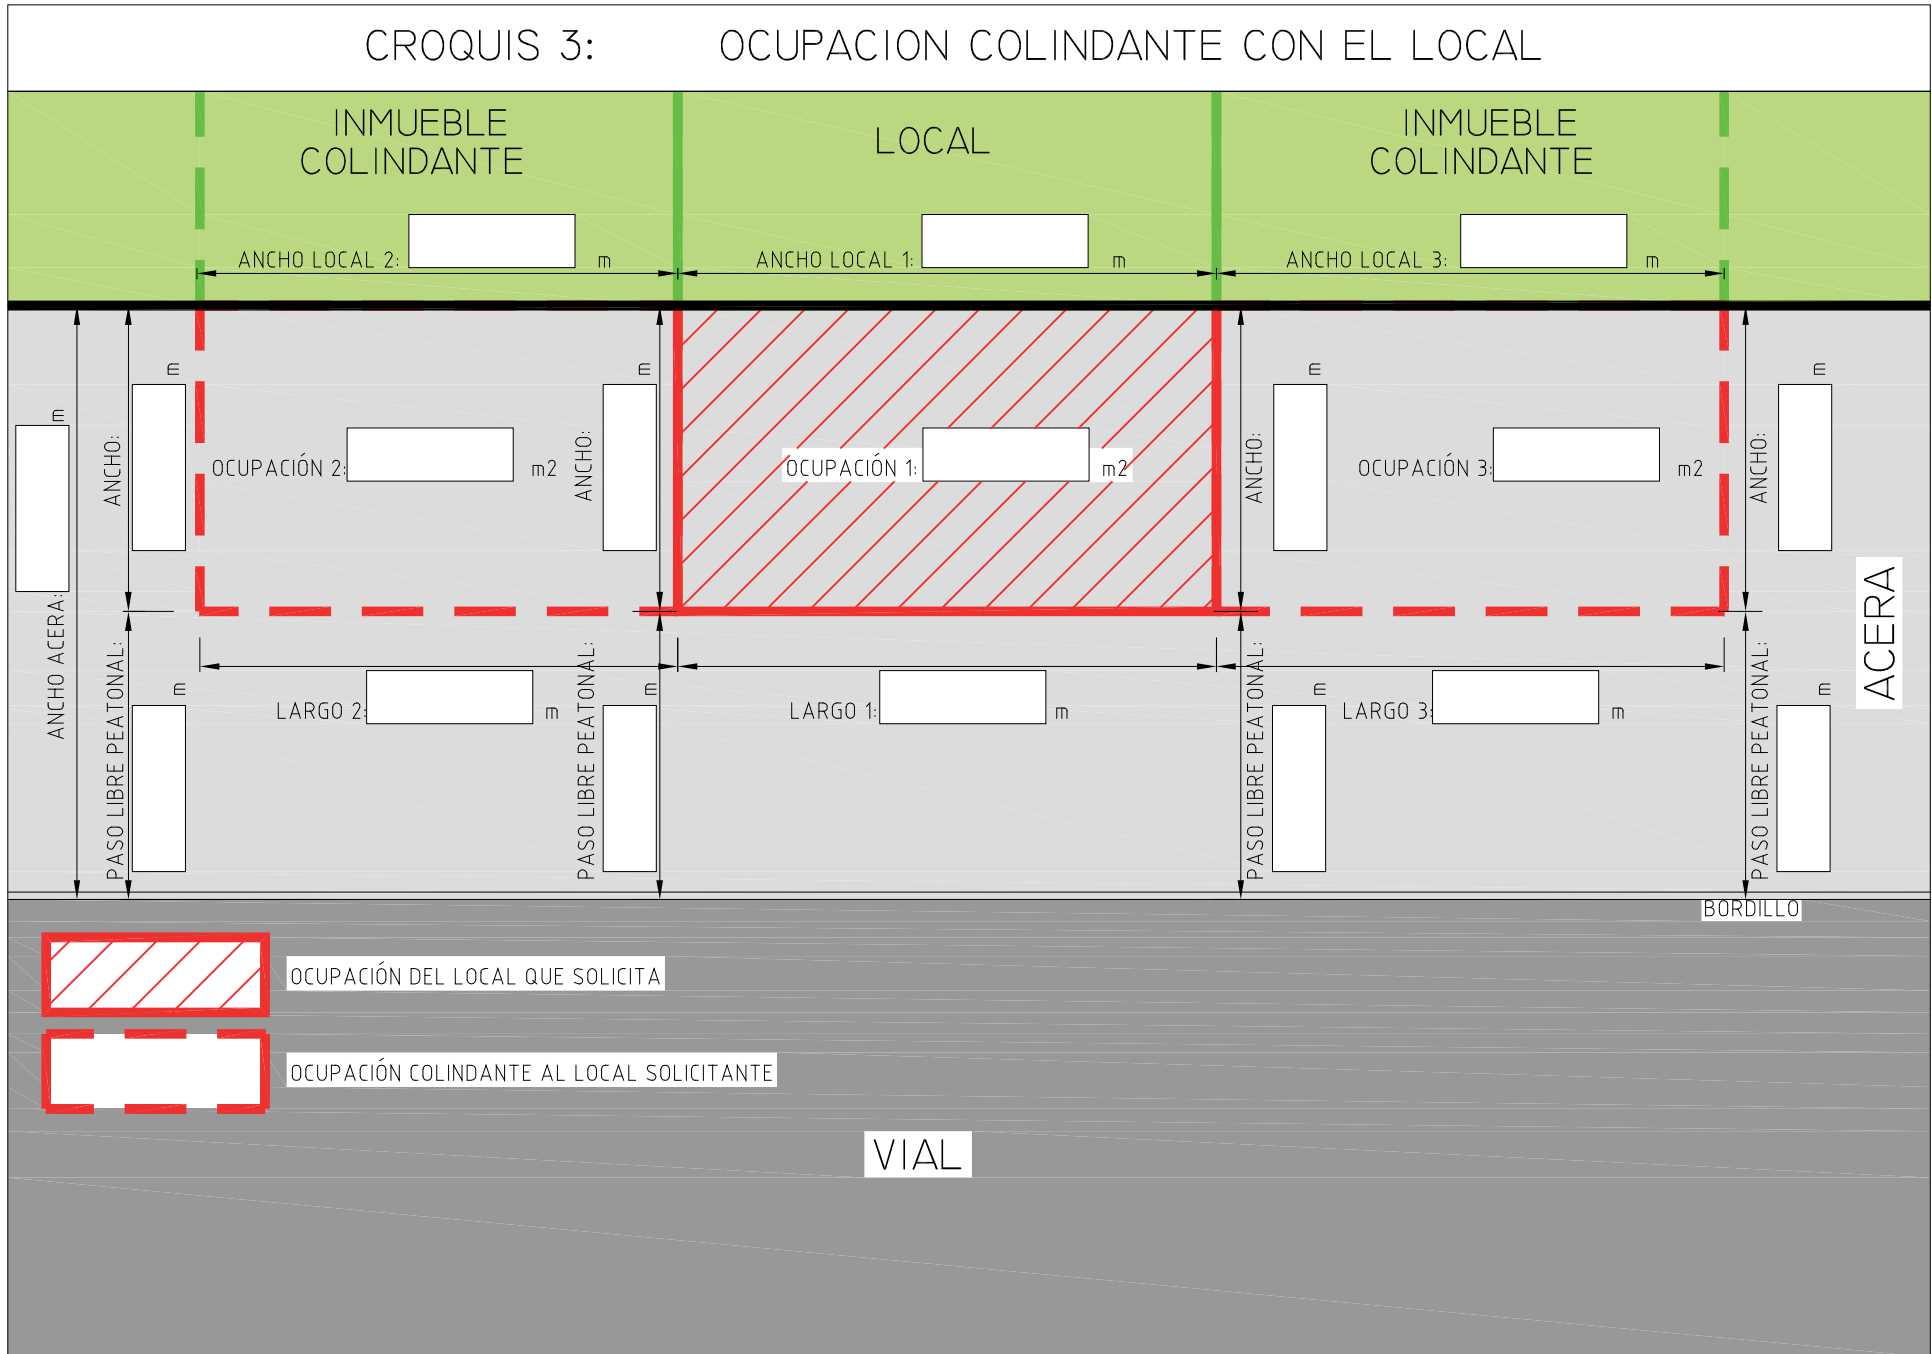 CROQUIS 3: OCUPACION COLINDANTE CON EL LOCAL
INMUEBLE
COLINDANTE
LOCAL
INMUEBLE
COLINDANTE
ANCHO LOCAL 2: m
ANCHO LOCAL 1: m
ANCHO LOCAL 3: m
ANCHO ACERA: m
ANCHO: m
OCUPACIÓN 2: m2
ANCHO: m
OCUPACIÓN 1: m2
ANCHO: m
OCUPACIÓN 3: m2
ANCHO: m
ACERA
PASO LIBRE PEATONAL: m
LARGO 2: m
PASO LIBRE PEATONAL: m
LARGO 1: m
PASO LIBRE PEATONAL: m
LARGO 3: m
PASO LIBRE PEATONAL: m
BORDILLO
OCUPACIÓN DEL LOCAL QUE SOLICITA
OCUPACIÓN COLINDANTE AL LOCAL SOLICITANTE
VIAL